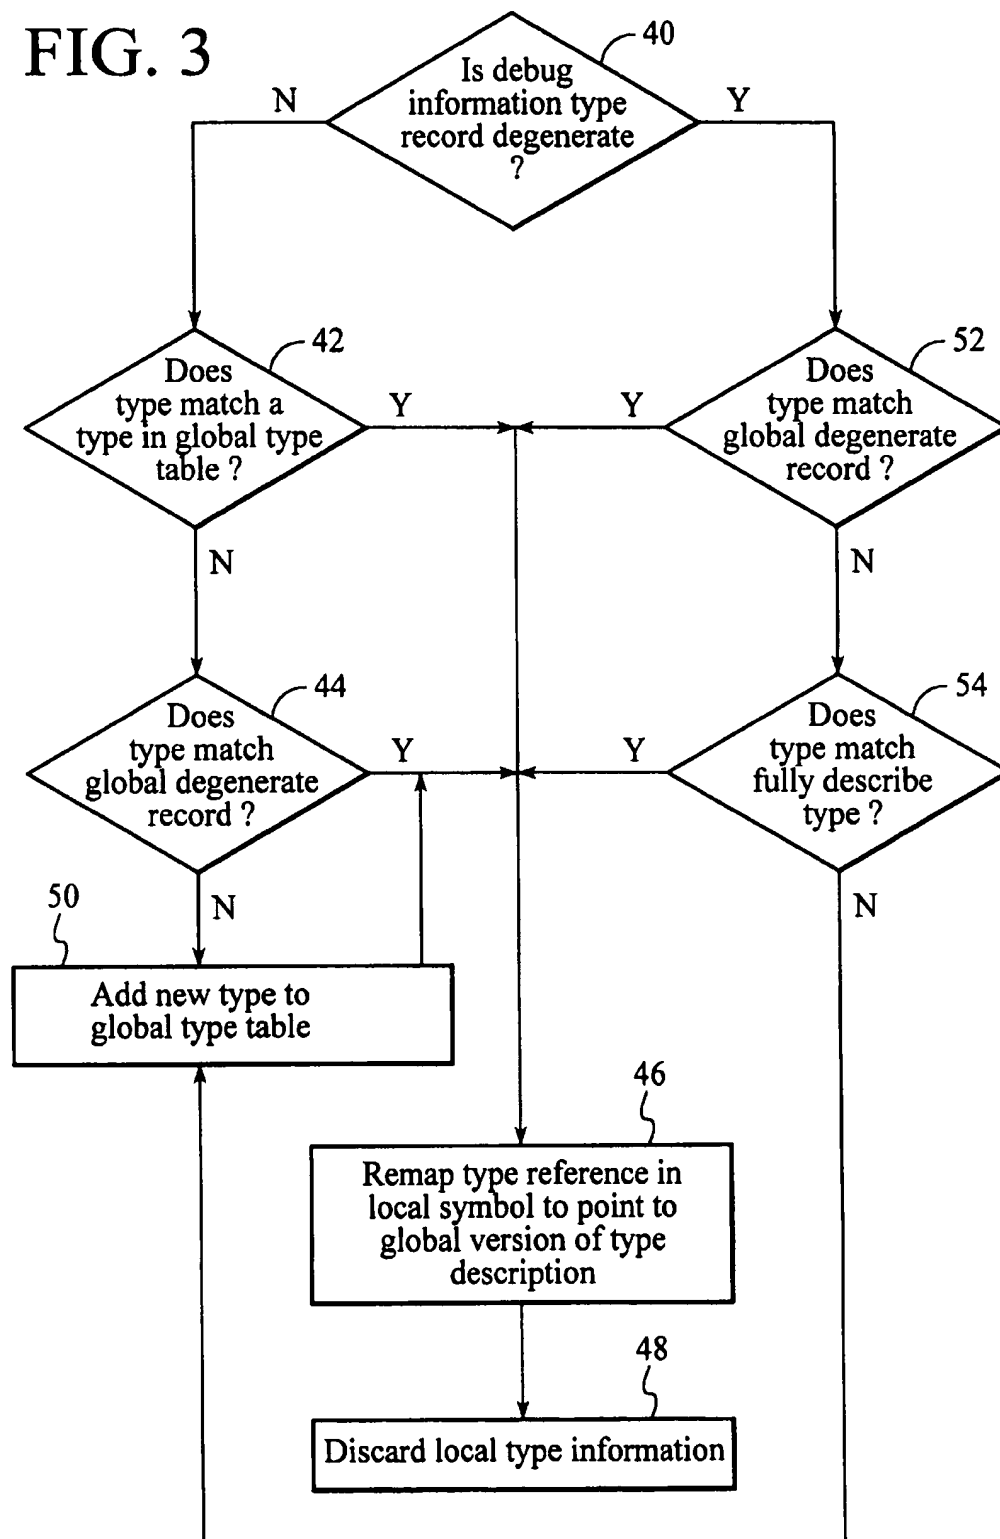 FIG. 3
40
Is debug
information type
record degenerate
?
N
Y
42
Does
type match a
type in global type
table ?
Y
N
52
Does
type match
global degenerate
record ?
Y
N
44
Does
type match
global degenerate
record ?
Y
N
54
Does
type match
fully describe
type ?
Y
N
50
Add new type to
global type table
46
Remap type reference in
local symbol to point to
global version of type
description
48
Discard local type information